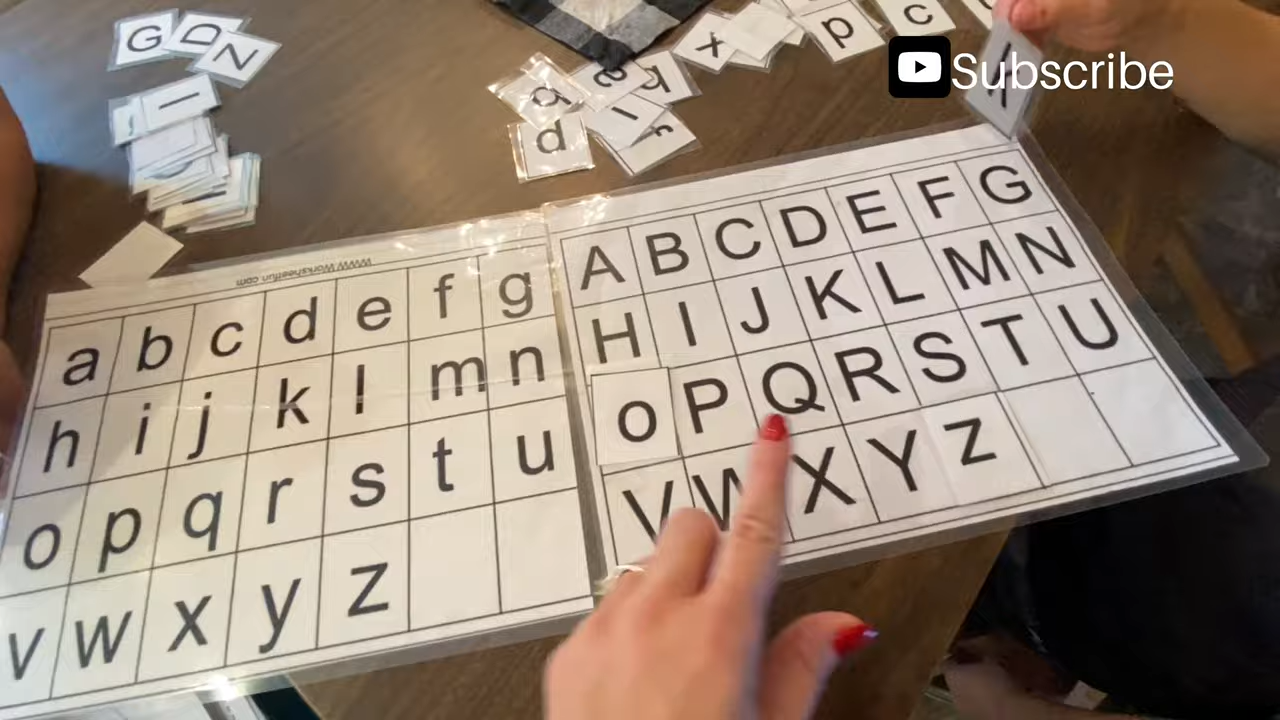 G D N
x p c
Subscribe
d
f
www.Worksheetfun.com
A B C D E F G
H I J K L M N
o P Q R S T U
V W X Y z
a b c d e f g
h i j k l m n
o p q r s t u
v w x y z